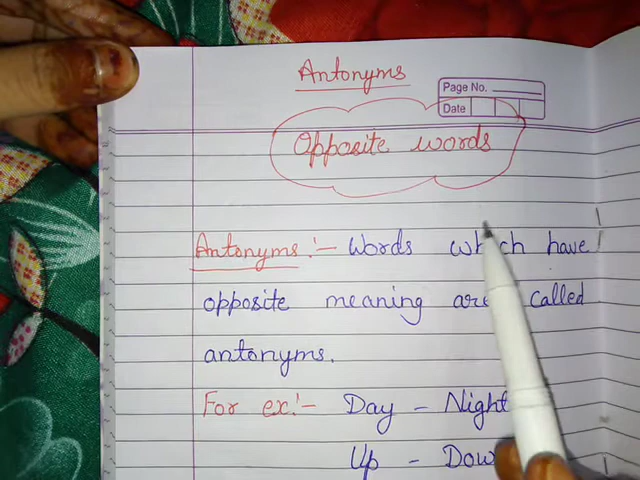 Antonyms
Page No.
Date
Opposite words
Antonyms :- Words which have
opposite meaning are called
antonyms.
For ex :- Day - Night
Up - Dow